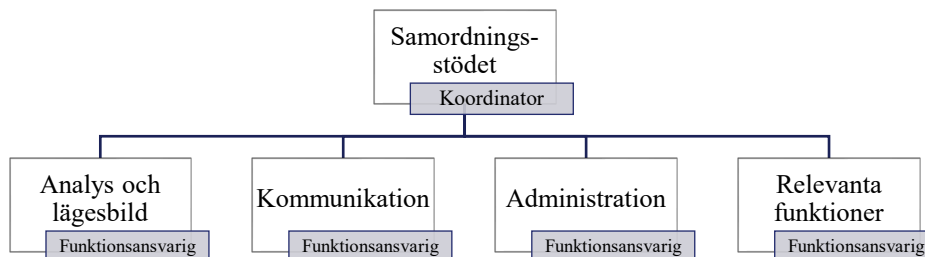 Samordnings-
stödet
Koordinator
Analys och
lägesbild
Funktionsansvarig
Kommunikation
Funktionsansvarig
Administration
Funktionsansvarig
Relevanta
funktioner
Funktionsansvarig